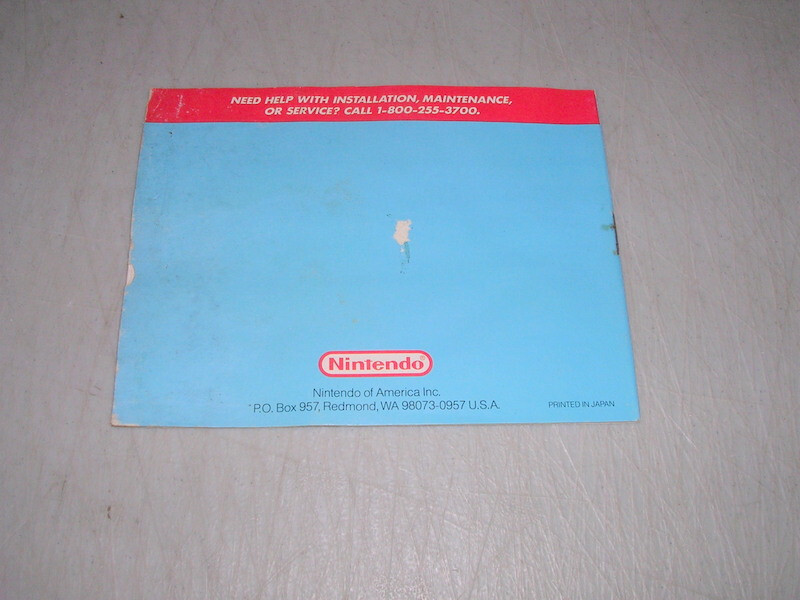 NEED HELP WITH INSTALLATION, MAINTENANCE,
OR SERVICE? CALL 1-800-255-3700.
Nintendo®
Nintendo of America Inc.
P.O. Box 957, Redmond, WA 98073-0957 U.S.A.
PRINTED IN JAPAN